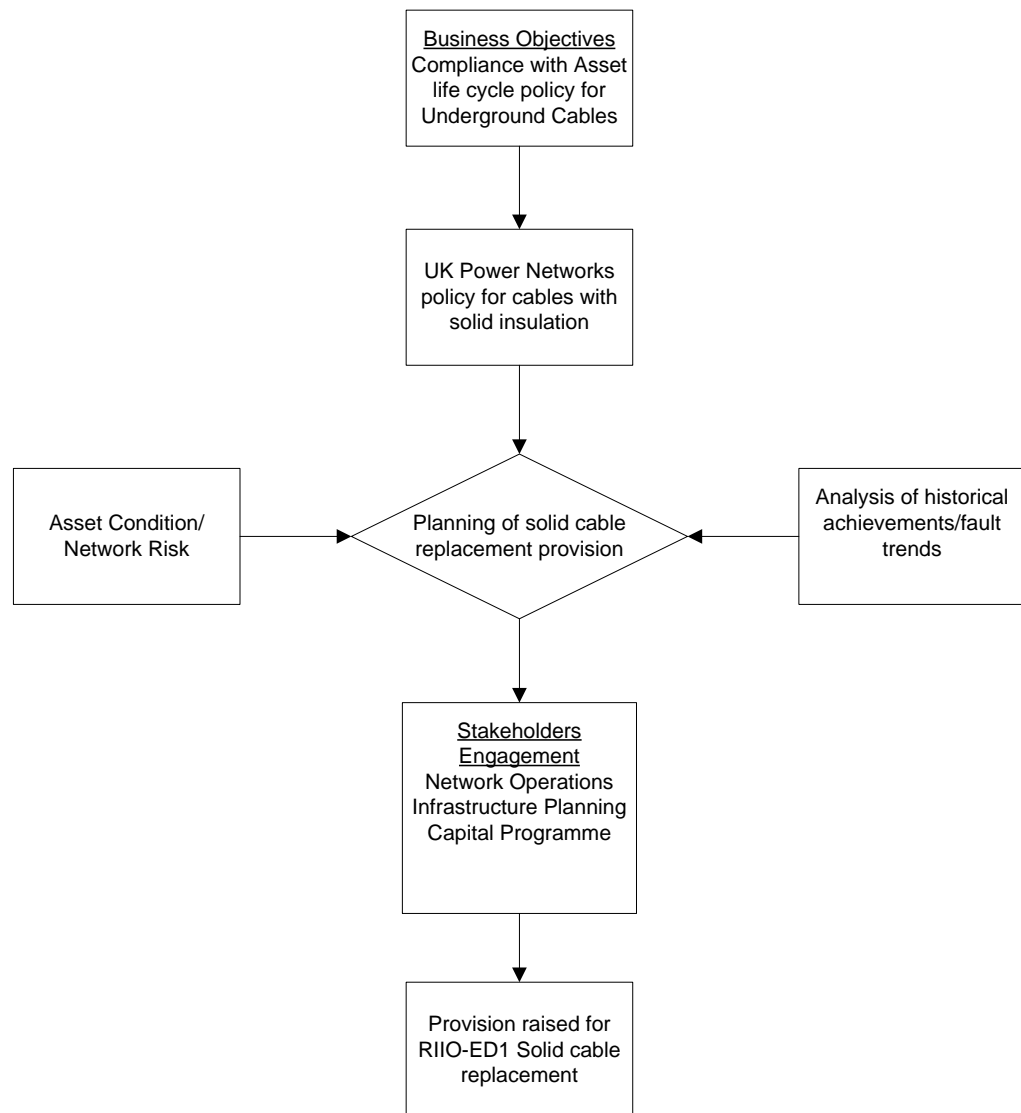 Business Objectives
Compliance with Asset
life cycle policy for
Underground Cables
UK Power Networks
policy for cables with
solid insulation
Asset Condition/
Network Risk
Planning of solid cable
replacement provision
Analysis of historical
achievements/fault
trends
Stakeholders
Engagement
Network Operations
Infrastructure Planning
Capital Programme
Provision raised for
RIIO-ED1 Solid cable
replacement